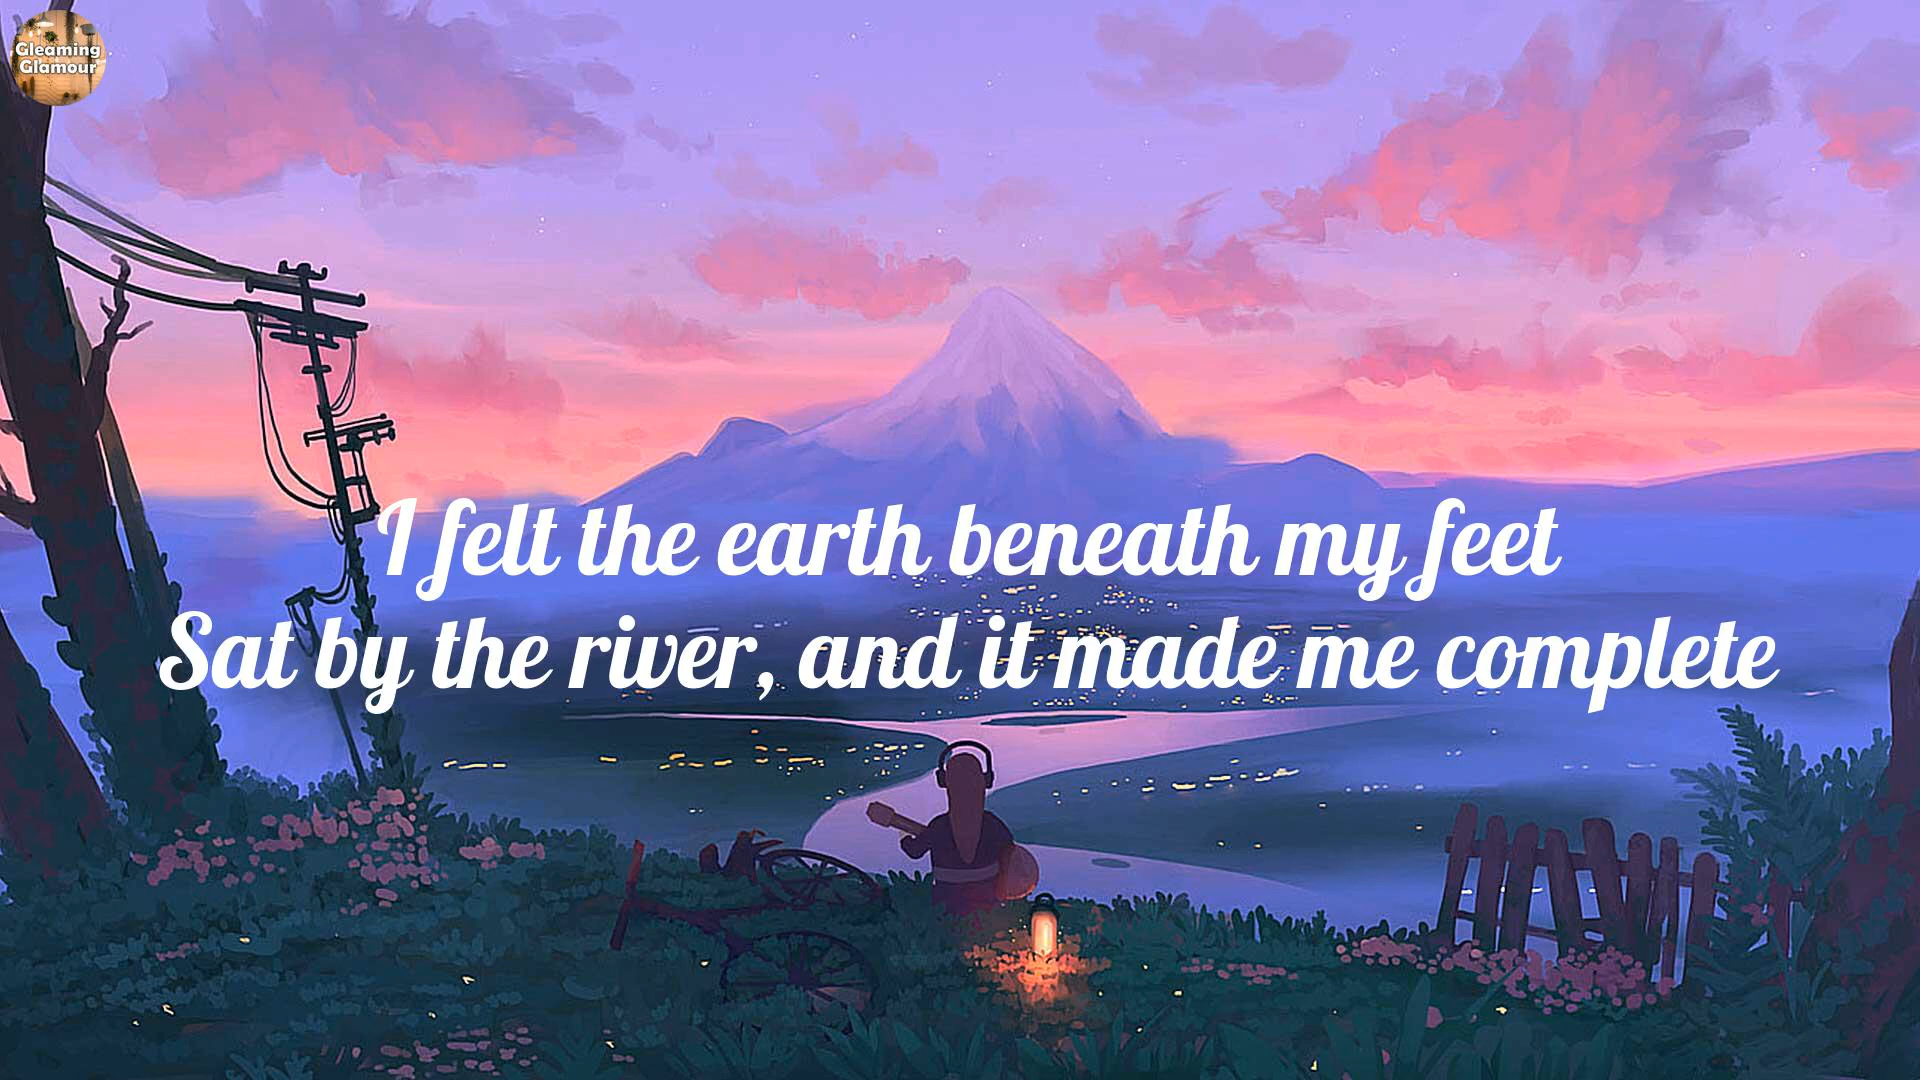 Gleaming
Glamour
I felt the earth beneath my feet
Sat by the river, and it made me complete